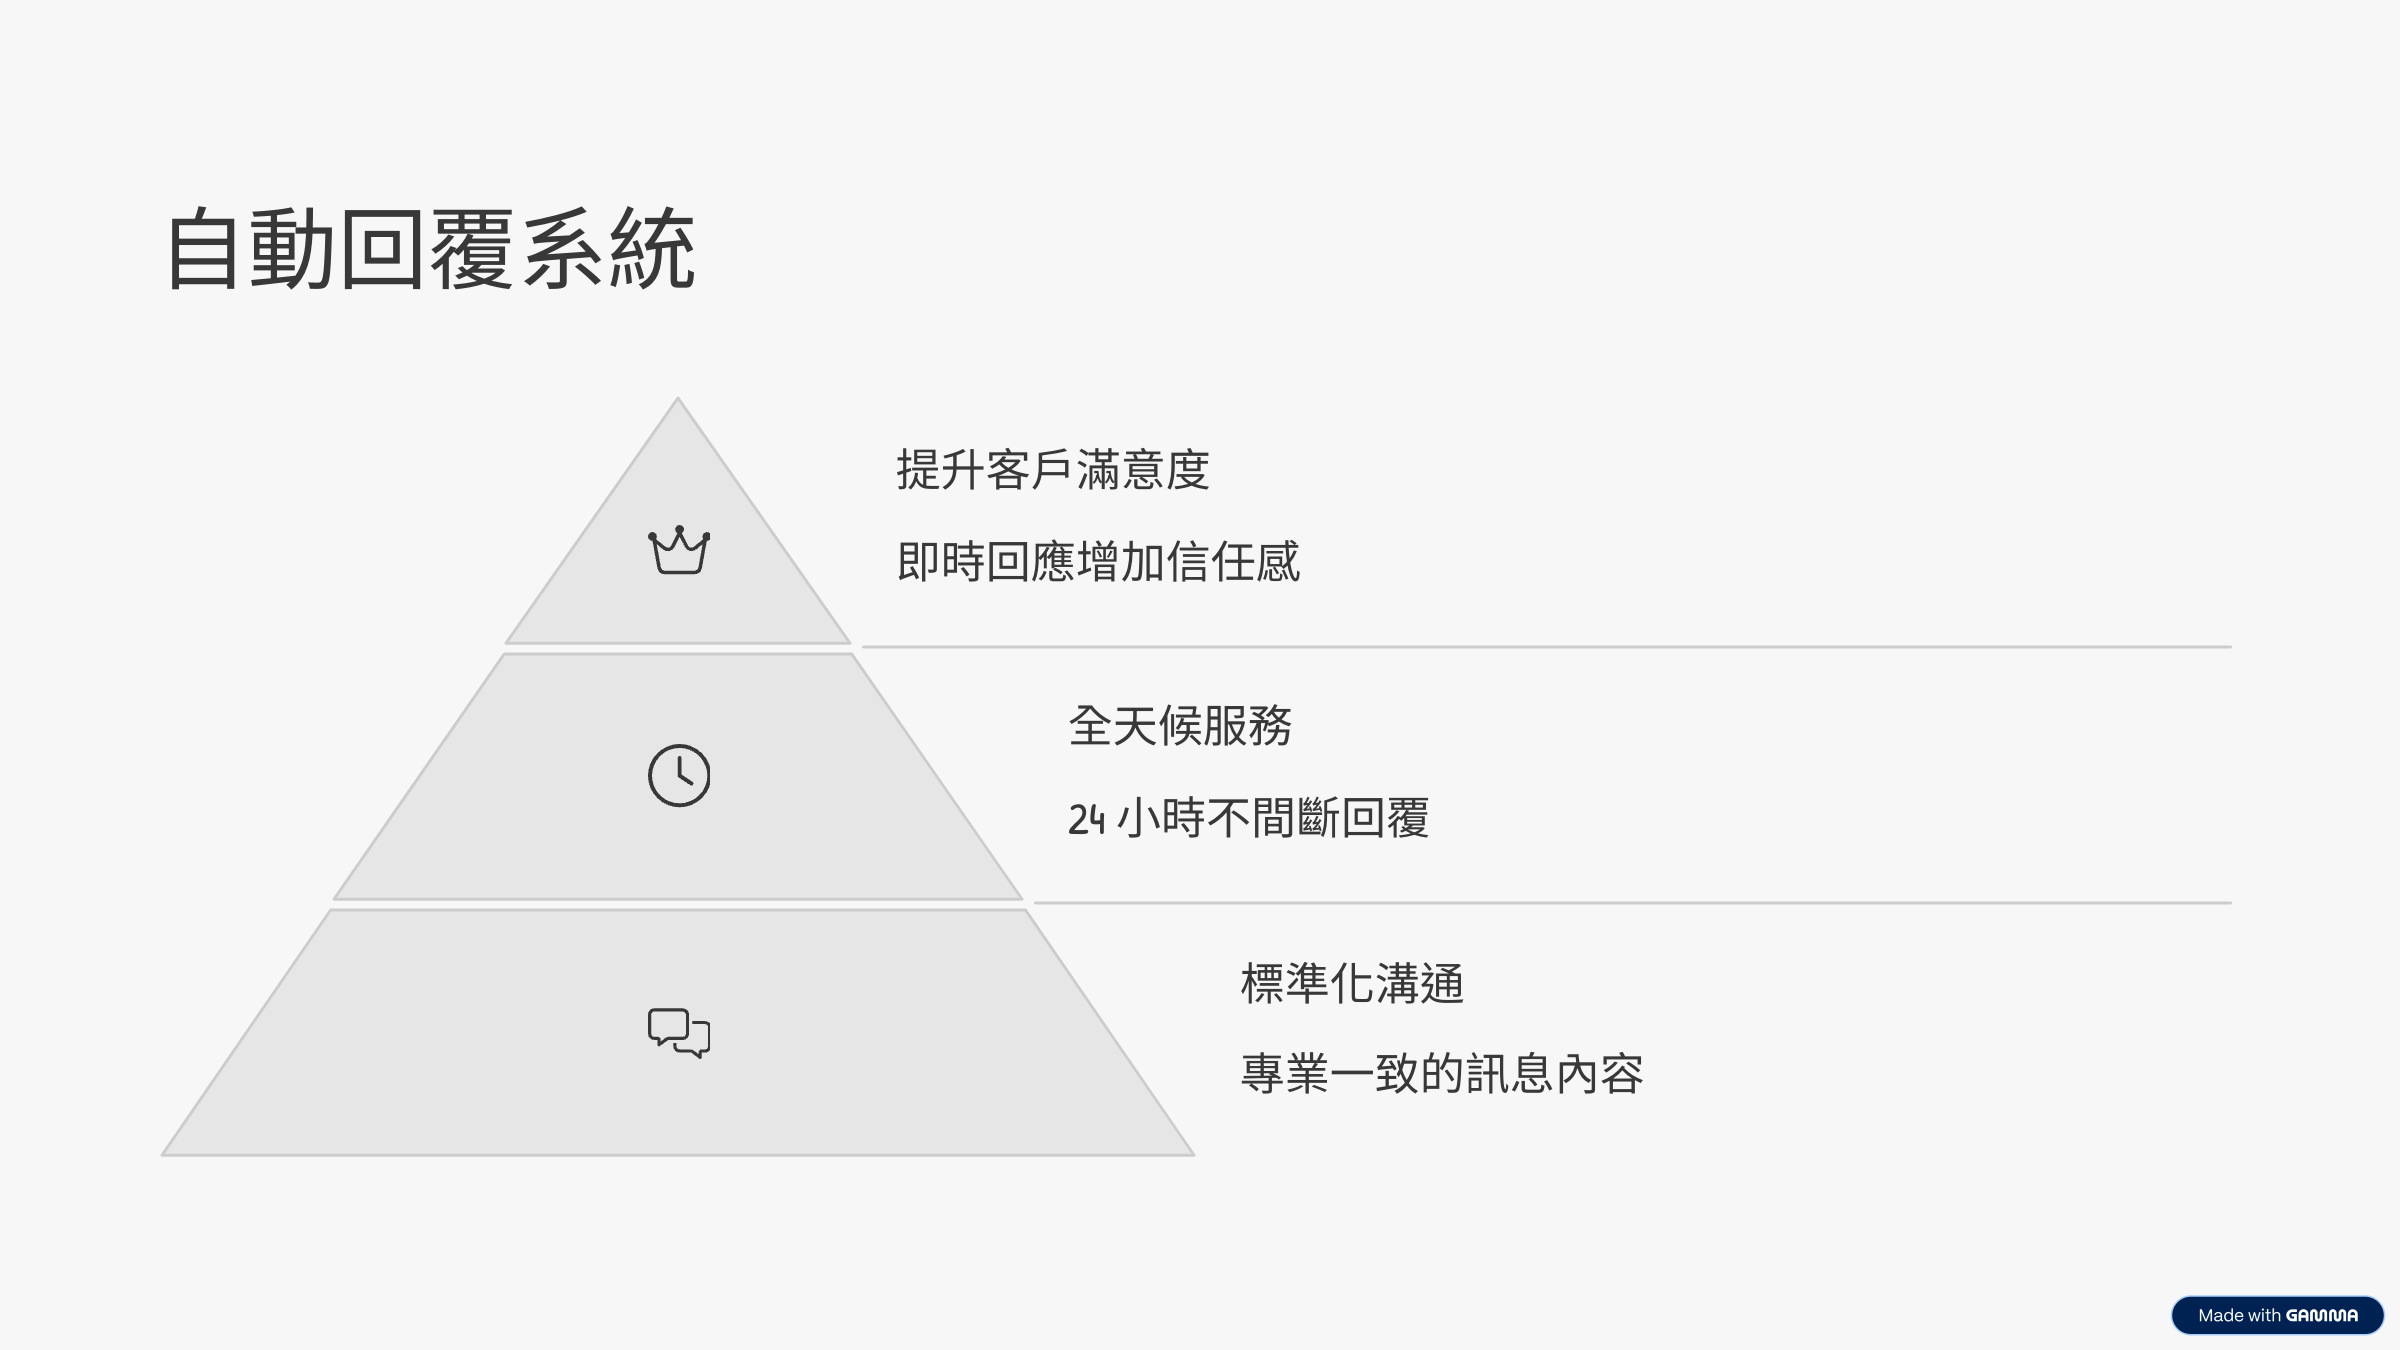 自動回覆系統
提升客戶滿意度
即時回應增加信任感
全天候服務
24 小時不間斷回覆
標準化溝通
專業一致的訊息內容
Made with GAMMA